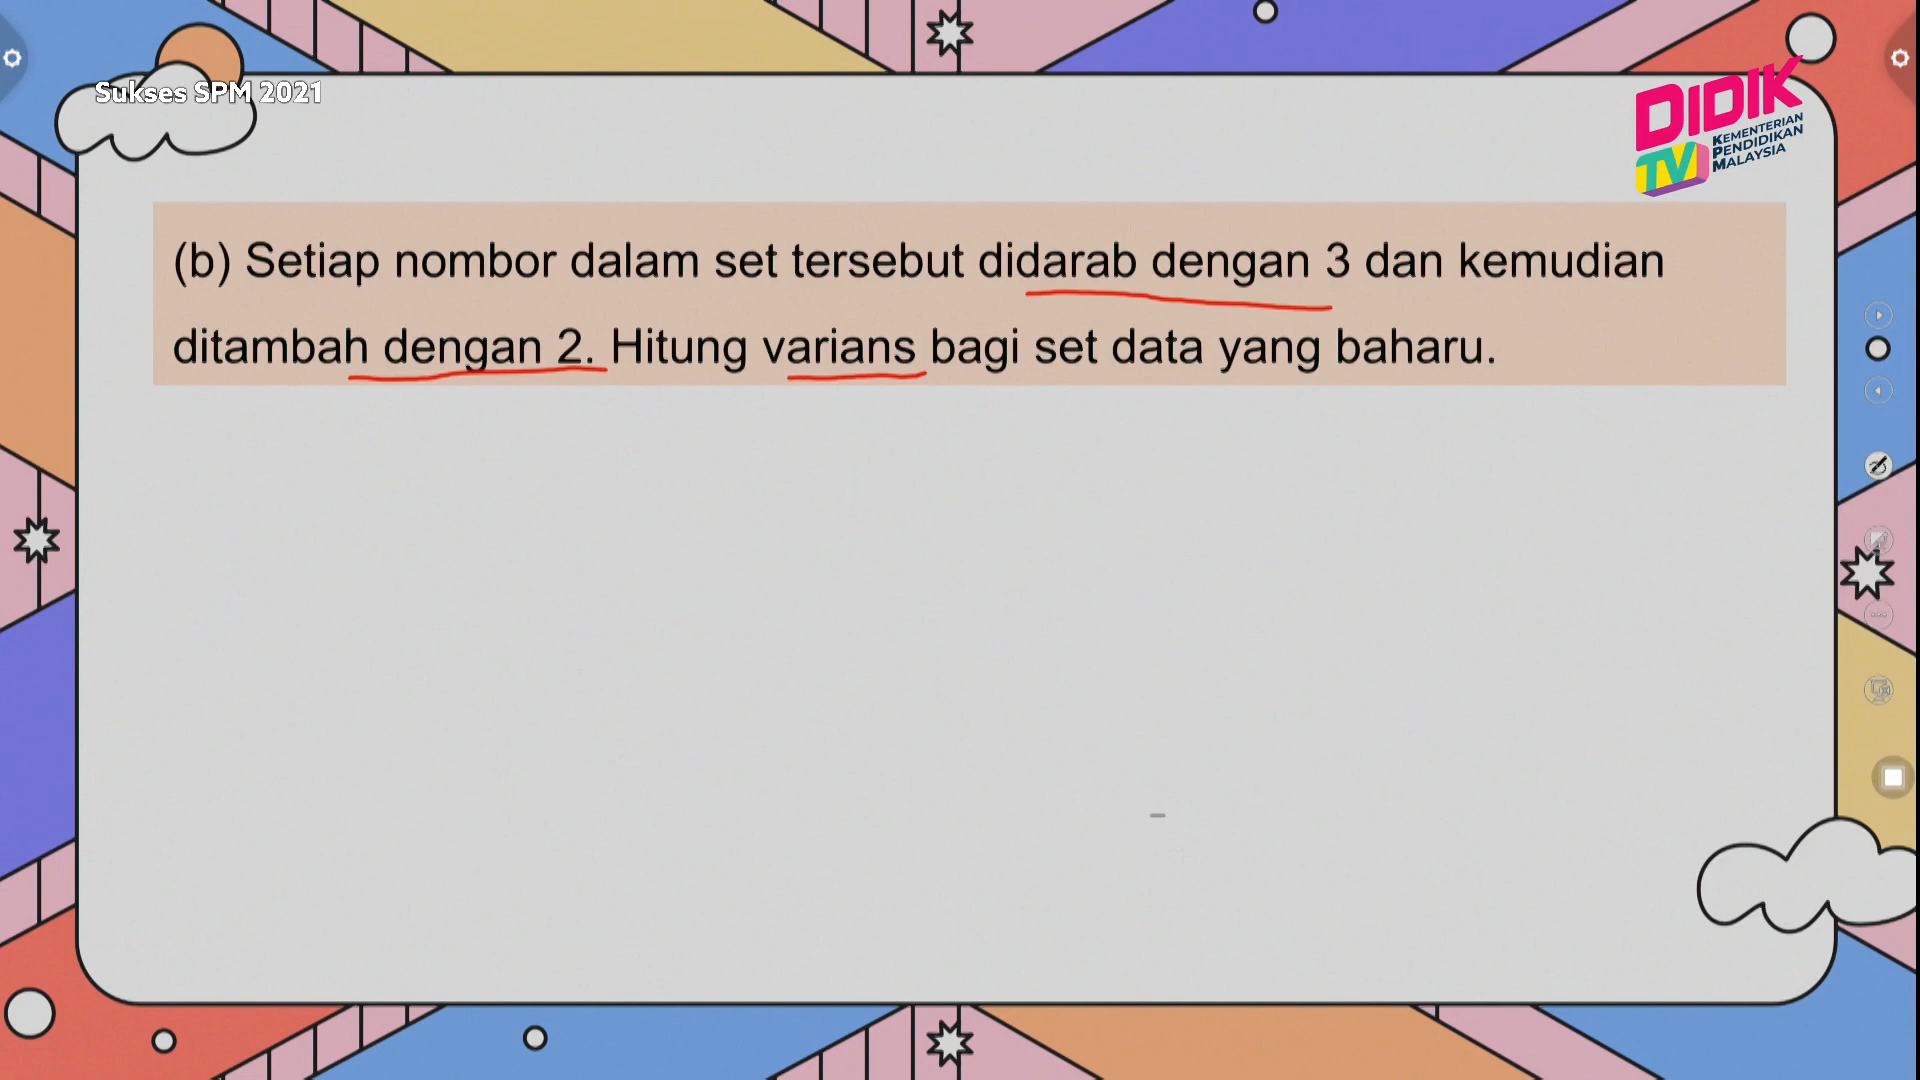 Sukses SPM 2021
DIDIK
TV
KEMENTERIAN
PENDIDIKAN
MALAYSIA
(b) Setiap nombor dalam set tersebut didarab dengan 3 dan kemudian
ditambah dengan 2. Hitung varians bagi set data yang baharu.